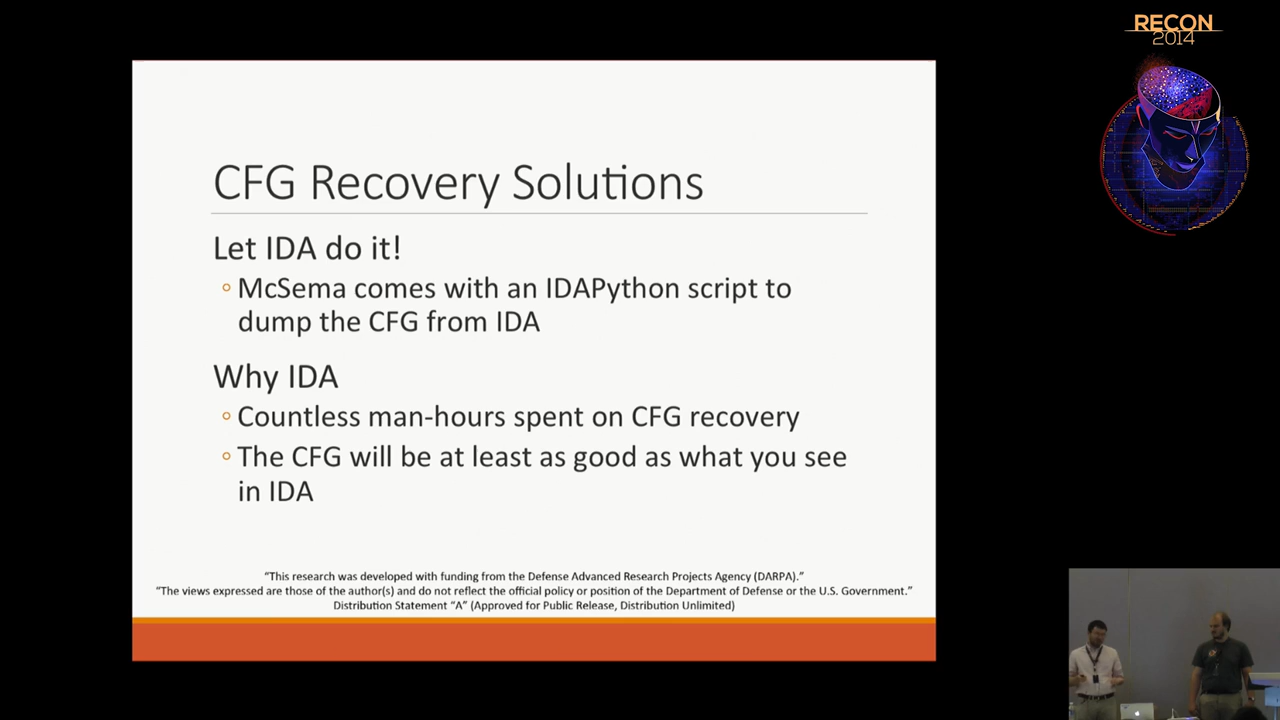 RECON
2014
CFG Recovery Solutions
Let IDA do it!
◦ McSema comes with an IDAPython script to
dump the CFG from IDA
Why IDA
◦ Countless man-hours spent on CFG recovery
◦ The CFG will be at least as good as what you see
in IDA
“This research was developed with funding from the Defense Advanced Research Projects Agency (DARPA).”
“The views expressed are those of the author(s) and do not reflect the official policy or position of the Department of Defense or the U.S. Government.”
Distribution Statement “A” (Approved for Public Release, Distribution Unlimited)